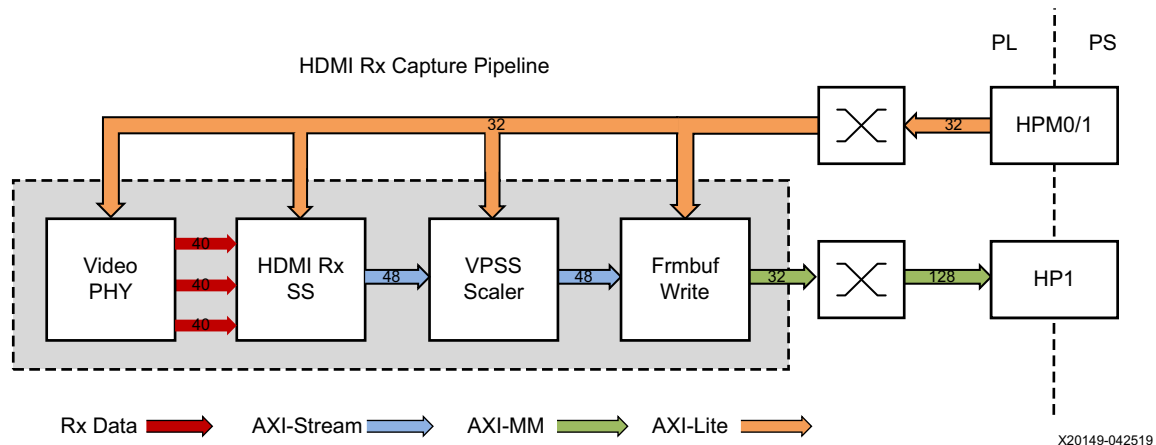 PL
PS
HDMI Rx Capture Pipeline
32
32
HPM0/1
Video
PHY
40
40
40
HDMI Rx
SS
48
VPSS
Scaler
48
Frmbuf
Write
32
128
HP1
Rx Data
AXI-Stream
AXI-MM
AXI-Lite
X20149-042519